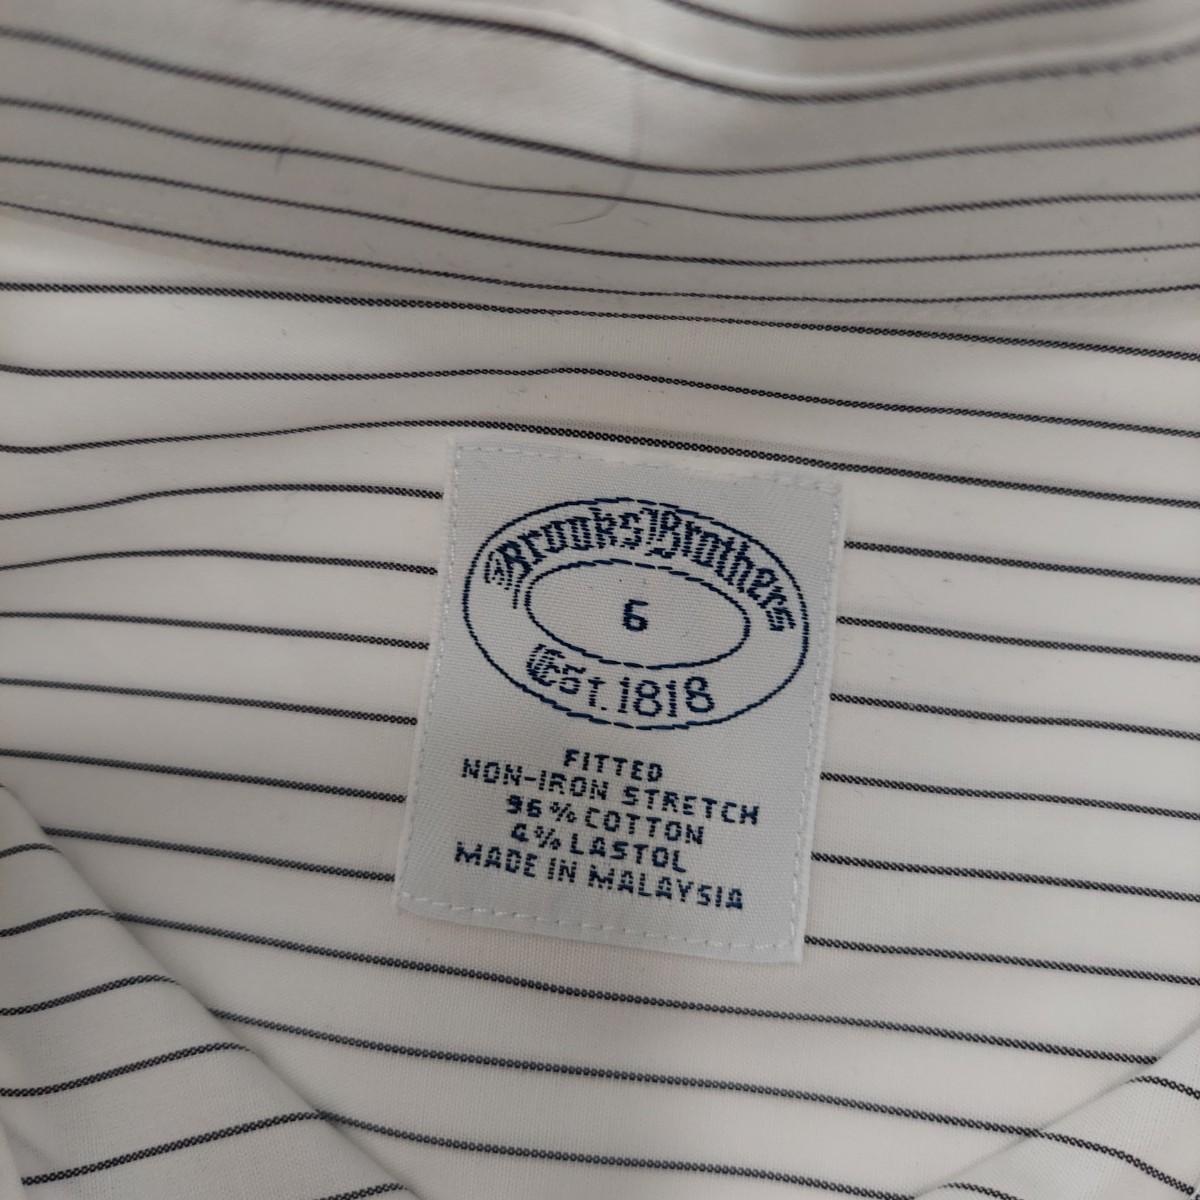 Brooks Brothers
6
Est. 1818
FITTED
NON-IRON STRETCH
96% COTTON
4% LASTOL
MADE IN MALAYSIA